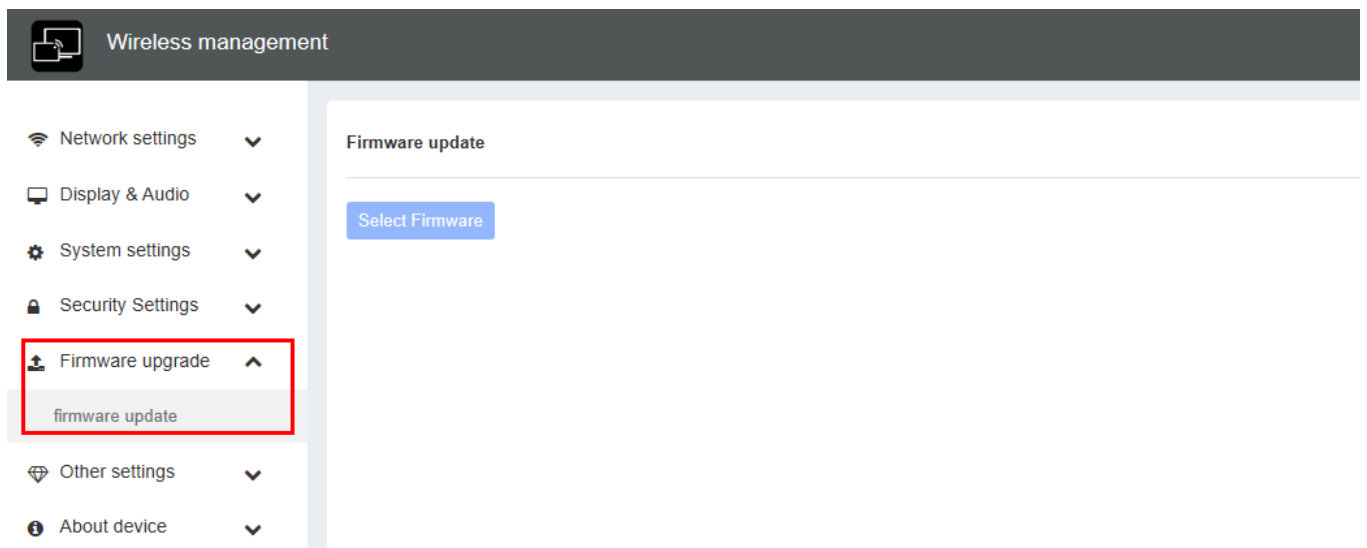 Wireless management
Network settings
Display & Audio
System settings
Security Settings
Firmware upgrade
firmware update
Other settings
About device
Firmware update
Select Firmware